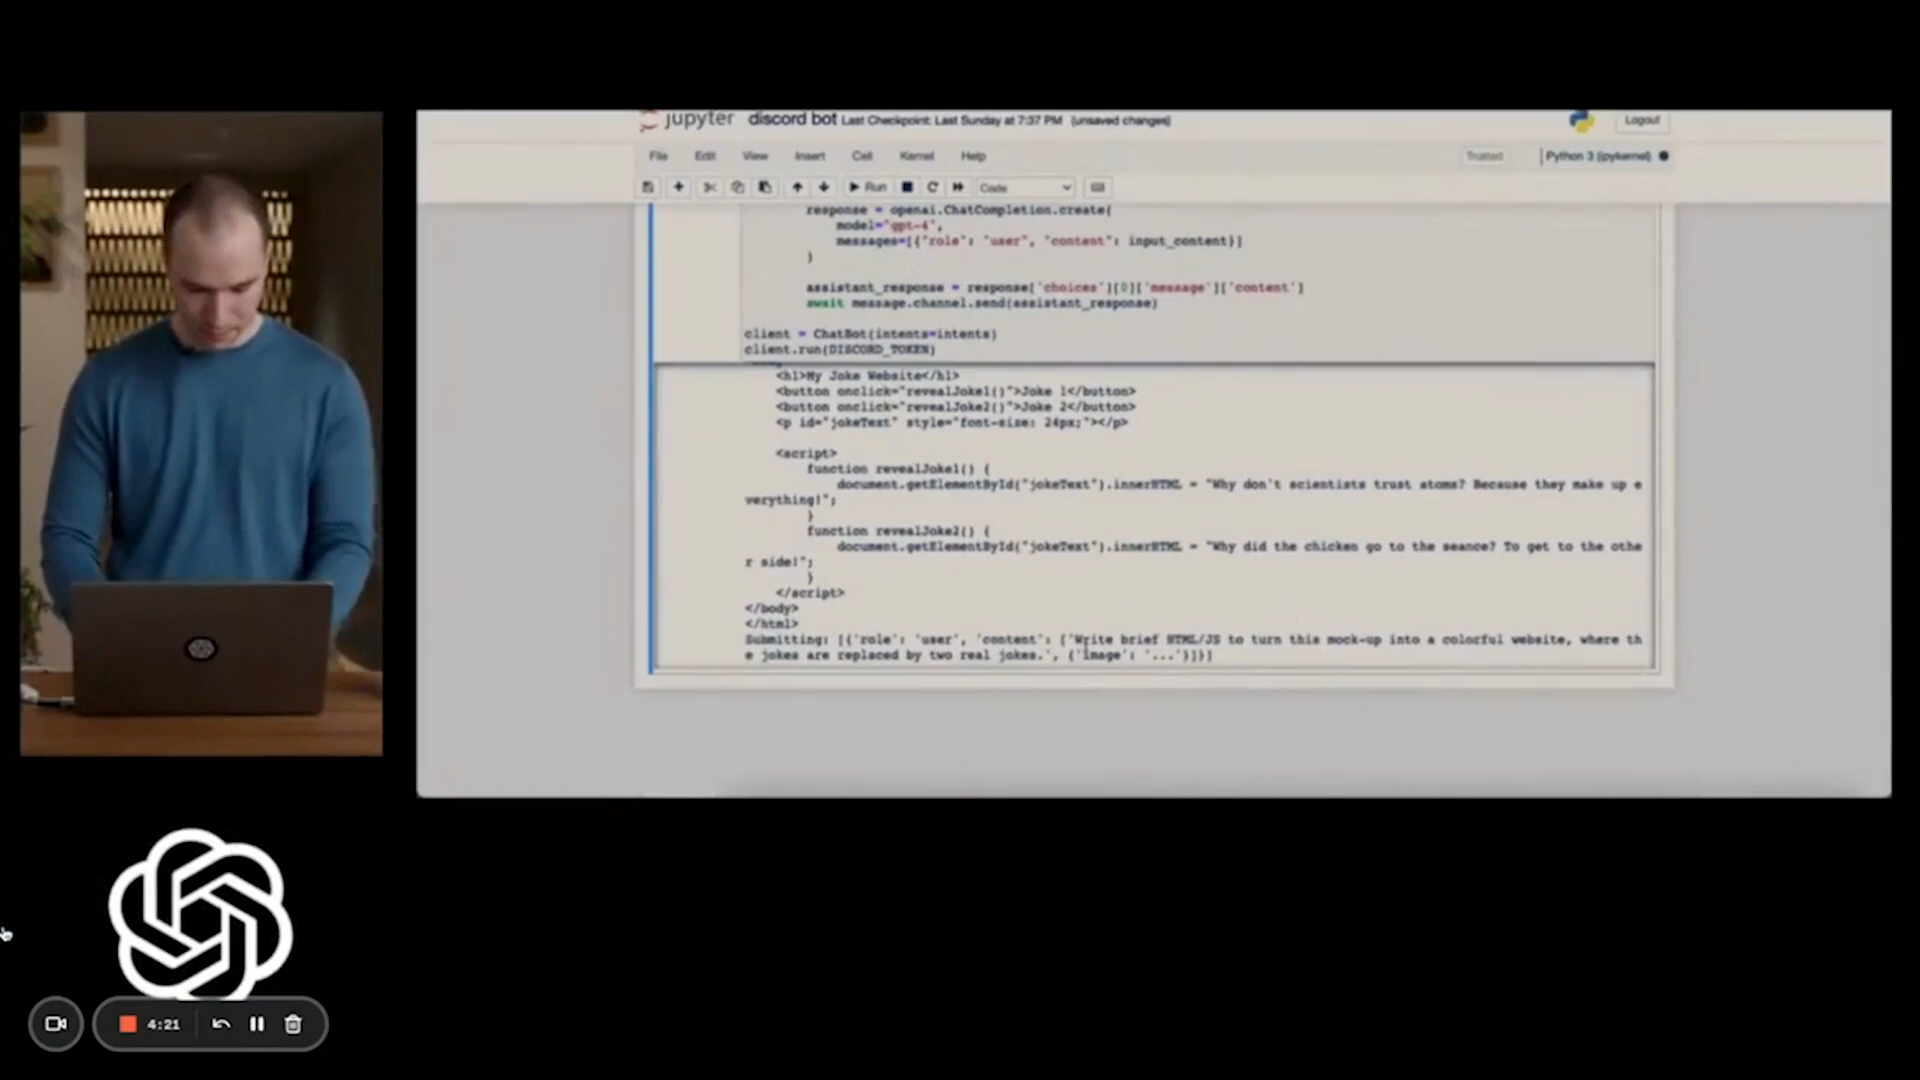 jupyter discot bot Last Checkpoint: Last Sunday at 7:37 PM (unsaved changes) Logout
File Edit View Insert Cell Kernel Help Trusted Python 3 (ipykernel)
Run Code
response = openai.ChatCompletion.create(
model="gpt-4",
messages=[{"role": "user", "content": input_content}]
)
assistant_response = response['choices'][0]['message']['content']
await message.channel.send(assistant_response)
client = ChatBot(intents=intents)
client.run(DISCORD_TOKEN)
<h1>My Joke Website</h1>
<button onclick="revealJoke1()">Joke 1</button>
<button onclick="revealJoke2()">Joke 2</button>
<p id="jokeText" style="font-size: 24px;"></p>
<script>
function revealJoke1() {
document.getElementById("jokeText").innerHTML = "Why don't scientists trust atoms? Because they make up e
verything!";
}
function revealJoke2() {
document.getElementById("jokeText").innerHTML = "Why did the chicken go to the seance? To get to the othe
r side!";
}
</script>
</body>
</html>
Submitting: [{'role': 'user', 'content': ['Write brief HTML/JS to turn this mock-up into a colorful website, where th
e jokes are replaced by two real jokes.', {'image': '...'}]}]
4:21